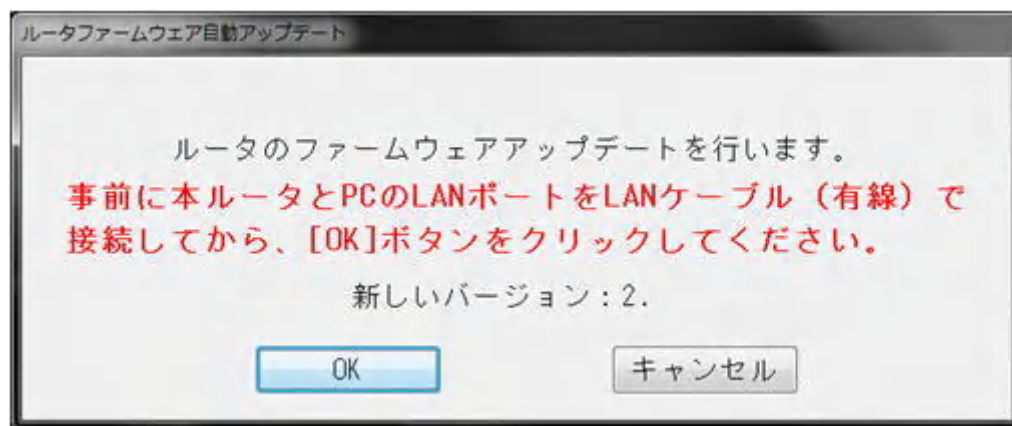 ルータファームウェア自動アップデート
ルータのファームウェアアップデートを行います。
事前に本ルータとPCのLANポートをLANケーブル（有線）で
接続してから、[OK]ボタンをクリックしてください。
新しいバージョン：2.
OK
キャンセル